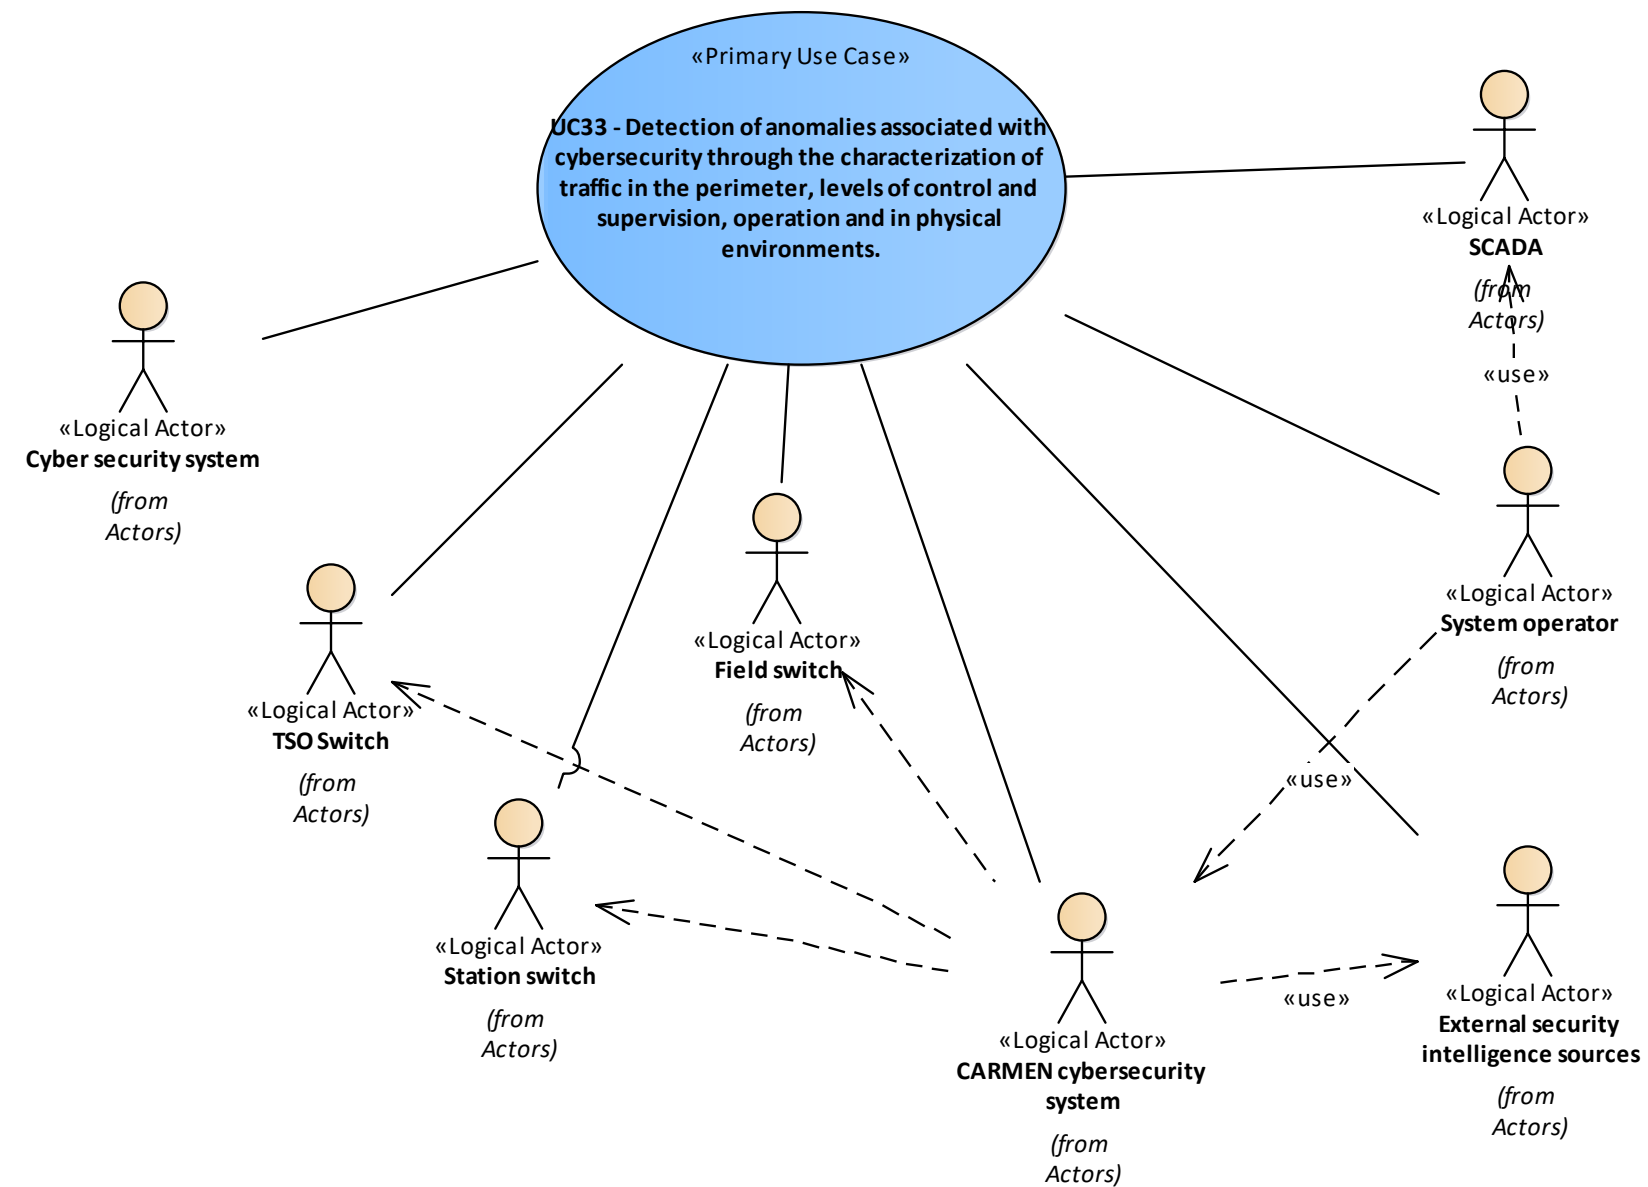 «Primary Use Case»
UC33 - Detection of anomalies associated with
cybersecurity through the characterization of
traffic in the perimeter, levels of control and
supervision, operation and in physical
environments.
«Logical Actor»
SCADA
(from
Actors)
«use»
«Logical Actor»
Cyber security system
(from
Actors)
«Logical Actor»
System operator
(from
Actors)
«Logical Actor»
Field switch
(from
Actors)
«Logical Actor»
TSO Switch
(from
Actors)
«use»
«Logical Actor»
Station switch
(from
Actors)
«use»
«Logical Actor»
External security
intelligence sources
(from
Actors)
«Logical Actor»
CARMEN cybersecurity
system
(from
Actors)